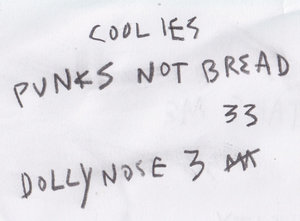 COOLIES
PUNKS NOT BREAD
33
DOLLYNOSE 3